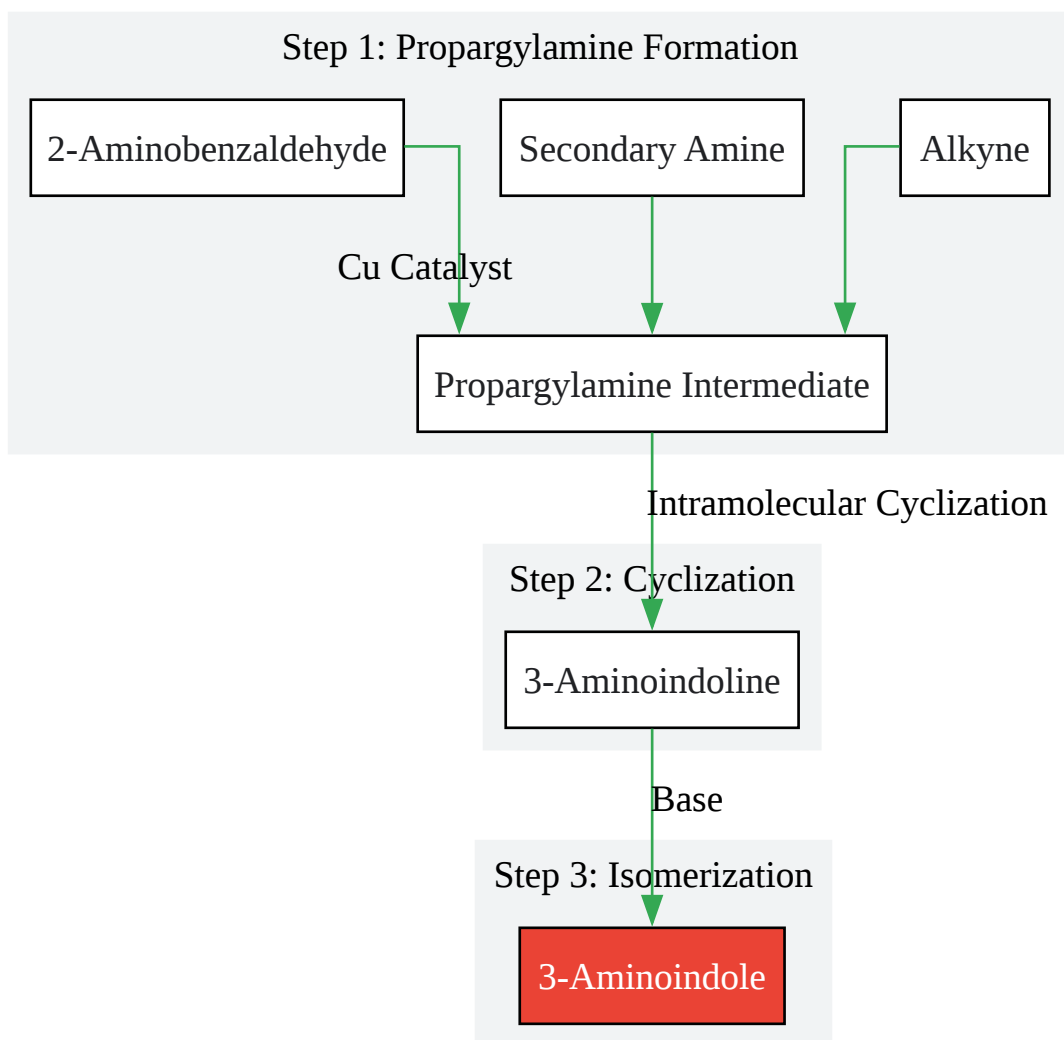 Step 1: Propargylamine Formation
2-Aminobenzaldehyde
Secondary Amine
Alkyne
Cu Catalyst
Propargylamine Intermediate
Intramolecular Cyclization
Step 2: Cyclization
3-Aminoindoline
Base
Step 3: Isomerization
3-Aminoindole